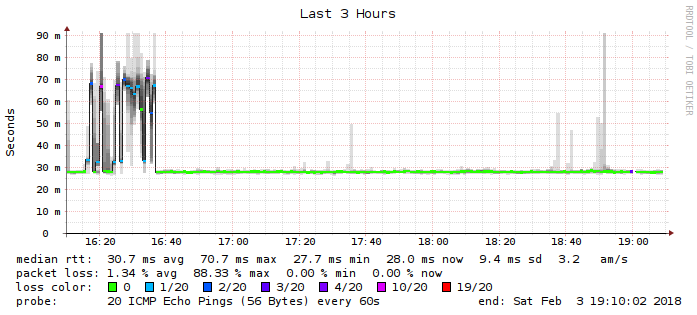 Last 3 Hours
RRDTOOL / TOBI OETIKER
Seconds
90 m
80 m
70 m
60 m
50 m
40 m
30 m
20 m
10 m
0
16:20 16:40 17:00 17:20 17:40 18:00 18:20 18:40 19:00
median rtt: 30.7 ms avg 70.7 ms max 27.7 ms min 28.0 ms now 9.4 ms sd 3.2 am/s
packet loss: 1.34 % avg 88.33 % max 0.00 % min 0.00 % now
loss color: 0 1/20 2/20 3/20 4/20 10/20 19/20
probe: 20 ICMP Echo Pings (56 Bytes) every 60s end: Sat Feb 3 19:10:02 2018